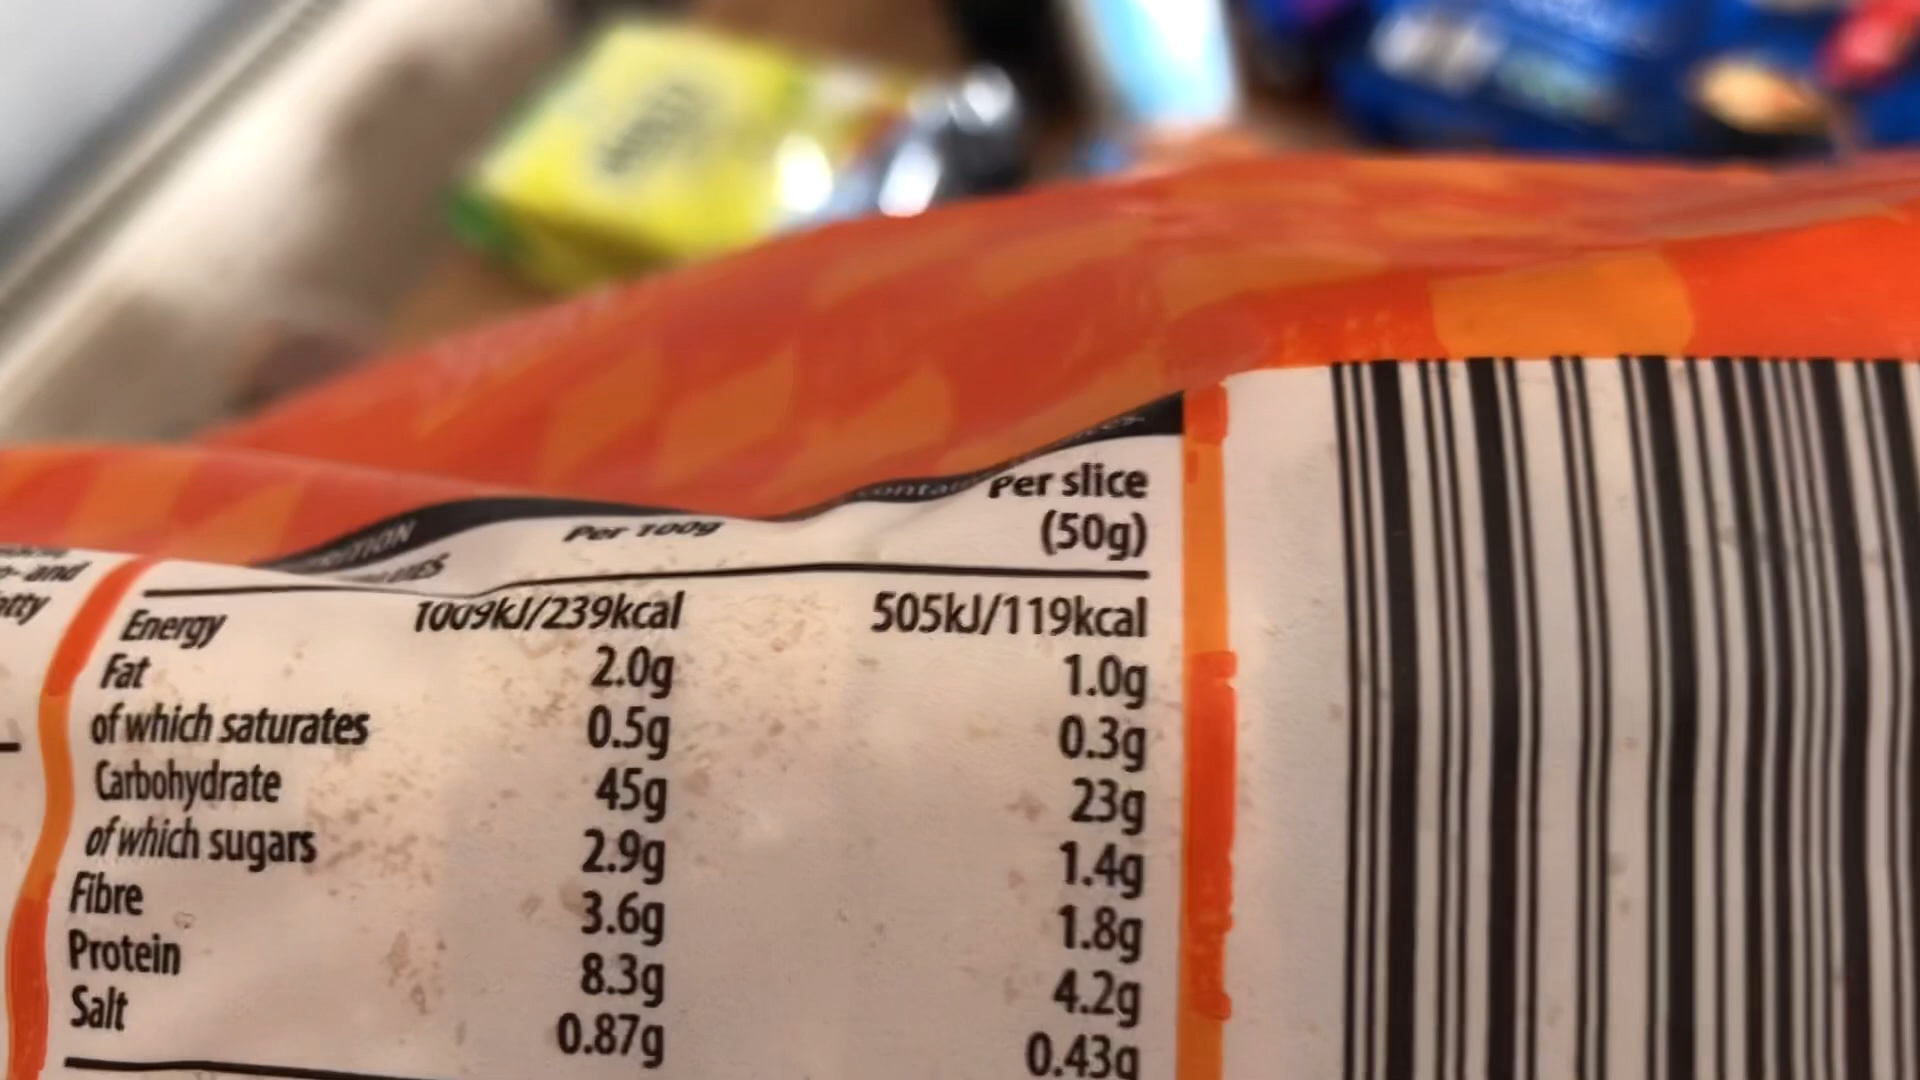 and
Per slice
Per 100g
(50g)
Energy 1009kJ/239kcal 505kJ/119kcal
Fat 2.0g 1.0g
of which saturates 0.5g 0.3g
Carbohydrate 45g 23g
of which sugars 2.9g 1.4g
Fibre 3.6g 1.8g
Protein 8.3g 4.2g
Salt 0.87g 0.43g